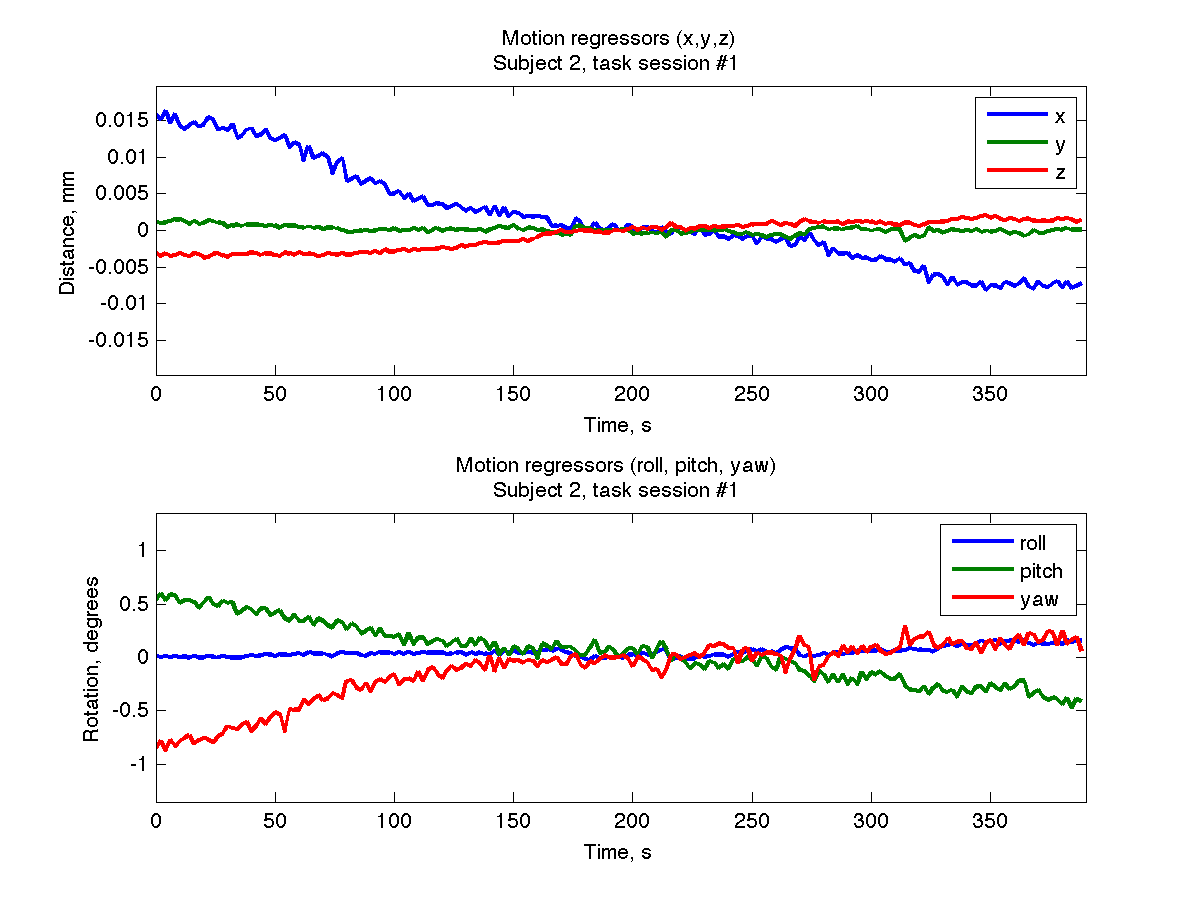 Motion regressors (x,y,z)
Subject 2, task session #1
0.015
0.01
0.005
0
-0.005
-0.01
-0.015
Distance, mm
x
y
z
0 50 100 150 200 250 300 350
Time, s
Motion regressors (roll, pitch, yaw)
Subject 2, task session #1
1
0.5
0
-0.5
-1
Rotation, degrees
roll
pitch
yaw
0 50 100 150 200 250 300 350
Time, s